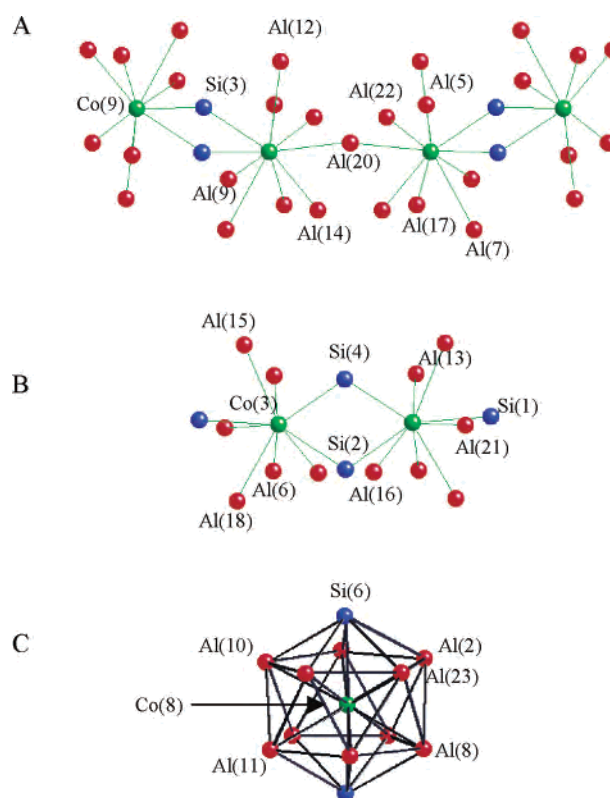 A
Al(12)
Si(3)
Al(22)
Al(5)
Co(9)
Al(20)
Al(9)
Al(14)
Al(17)
Al(7)
B
Al(15)
Si(4)
Al(13)
Co(3)
Si(1)
Si(2)
Al(21)
Al(6)
Al(16)
Al(18)
C
Si(6)
Al(10)
Al(2)
Al(23)
Co(8)
Al(11)
Al(8)